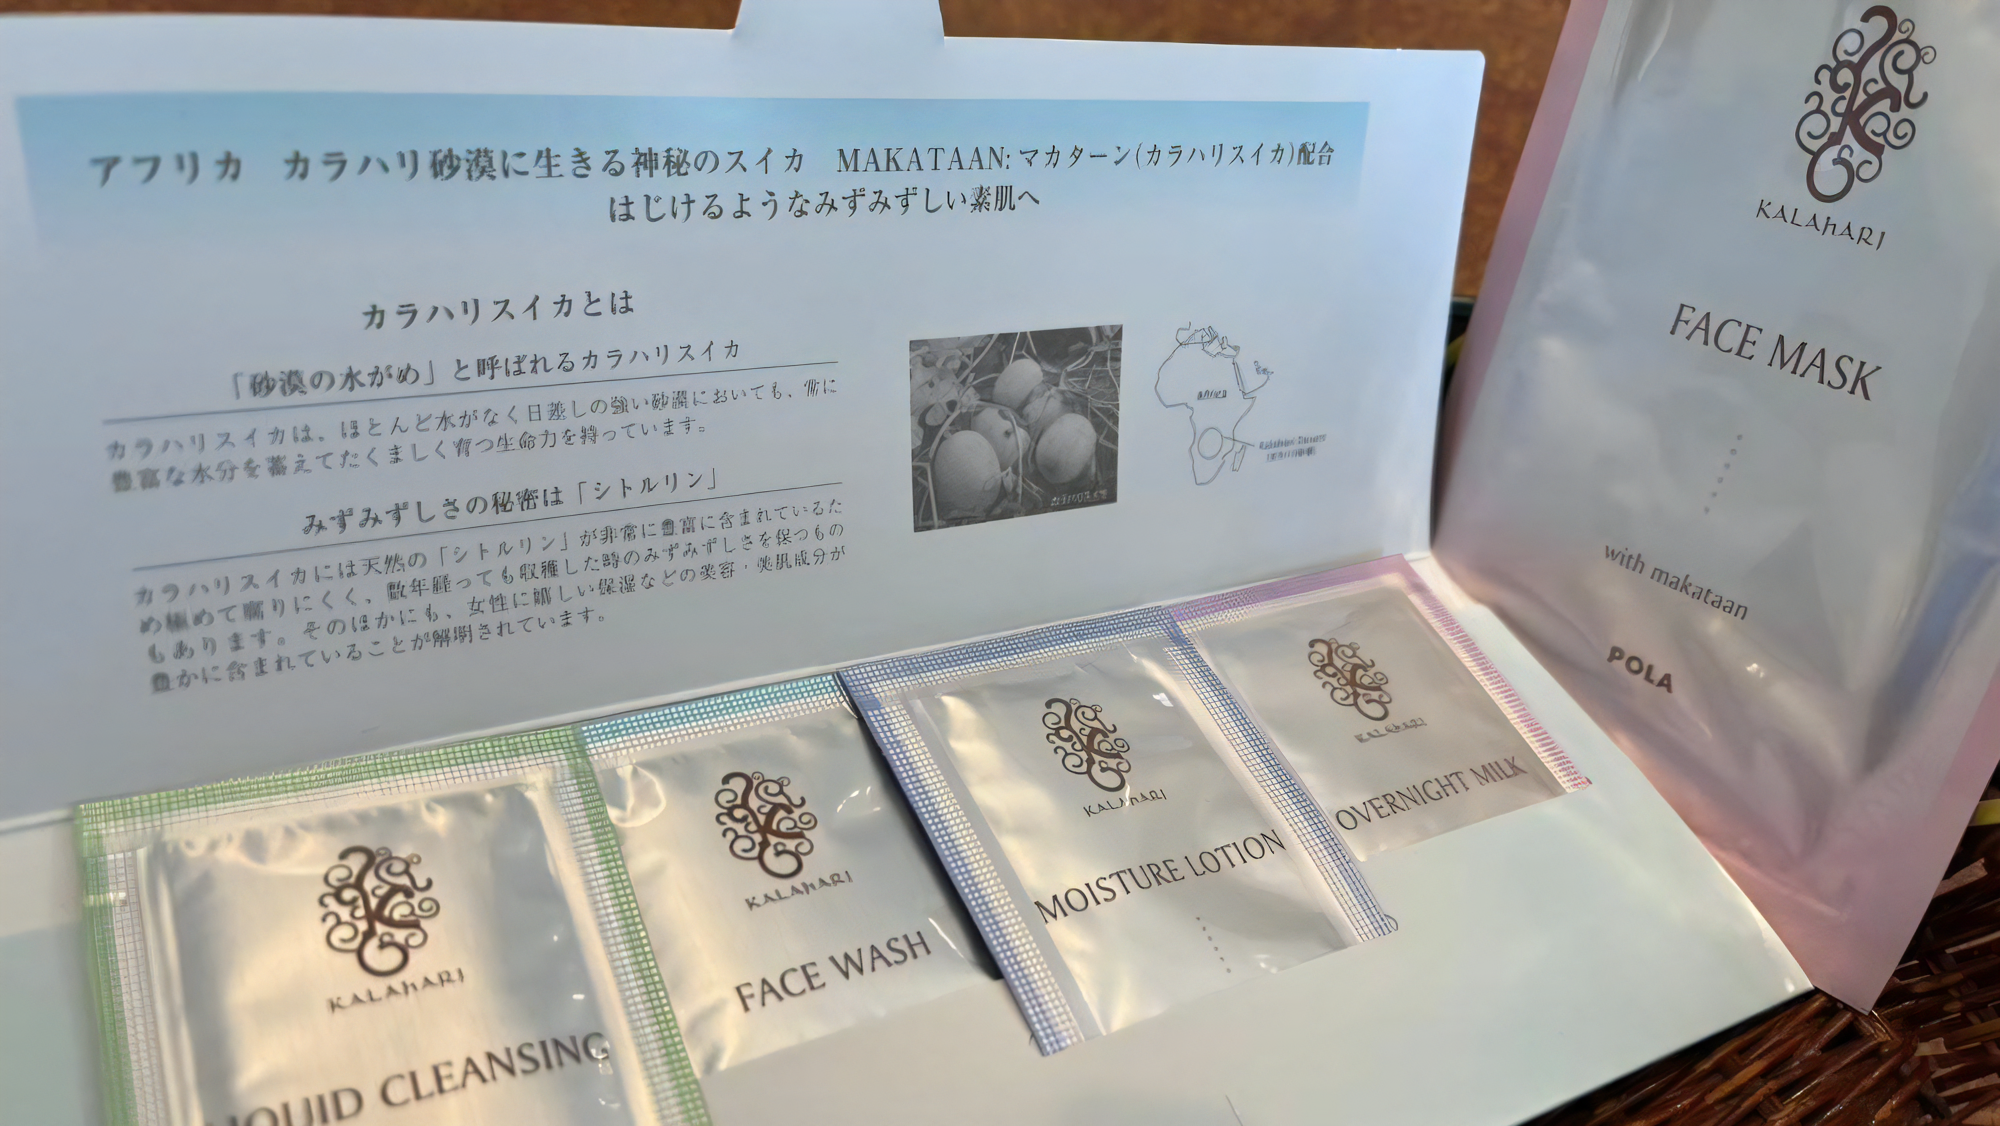 アフリカ　カラハリ砂漠に生きる神秘のスイカ　MAKATAAN:マカターン(カラハリスイカ)配合
はじけるようなみずみずしい素肌へ
カラハリスイカとは
「砂漠の水がめ」と呼ばれるカラハリスイカ
カラハリスイカは、ほとんど水がなく日差しの強い砂漠においても、常に
豊富な水分を蓄えてたくましく育つ生命力を持っています。
みずみずしさの秘密は「シトルリン」
カラハリスイカには天然の「シトルリン」が非常に豊富に含まれているた
め極めて腐りにくく、数年経っても収穫した時のみずみずしさを保つもの
もあります。そのほかにも、女性に嬉しい保湿などの美容・美肌成分が
豊かに含まれていることが解明されています。
Africa
KALAHARI
FACE MASK
with makataan
POLA
KALAHARI
LIQUID CLEANSING
KALAHARI
FACE WASH
KALAHARI
MOISTURE LOTION
KALAHARI
OVERNIGHT MILK